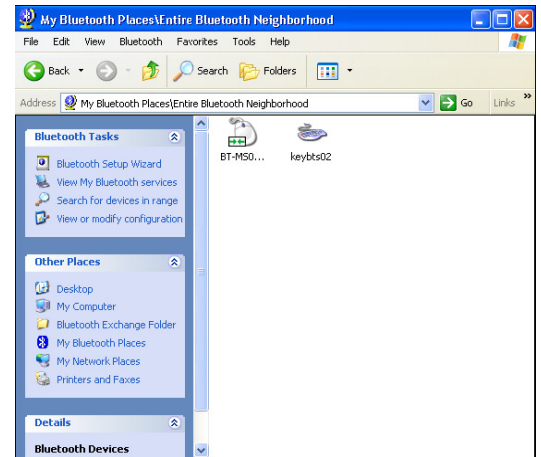 My Bluetooth Places\Entire Bluetooth Neighborhood
File Edit View Bluetooth Favorites Tools Help
Back Search Folders
Address My Bluetooth Places\Entire Bluetooth Neighborhood Go Links »
Bluetooth Tasks
Bluetooth Setup Wizard
View My Bluetooth services
Search for devices in range
View or modify configuration
BT-MS0... keybts02
Other Places
Desktop
My Computer
Bluetooth Exchange Folder
My Bluetooth Places
My Network Places
Printers and Faxes
Details
Bluetooth Devices